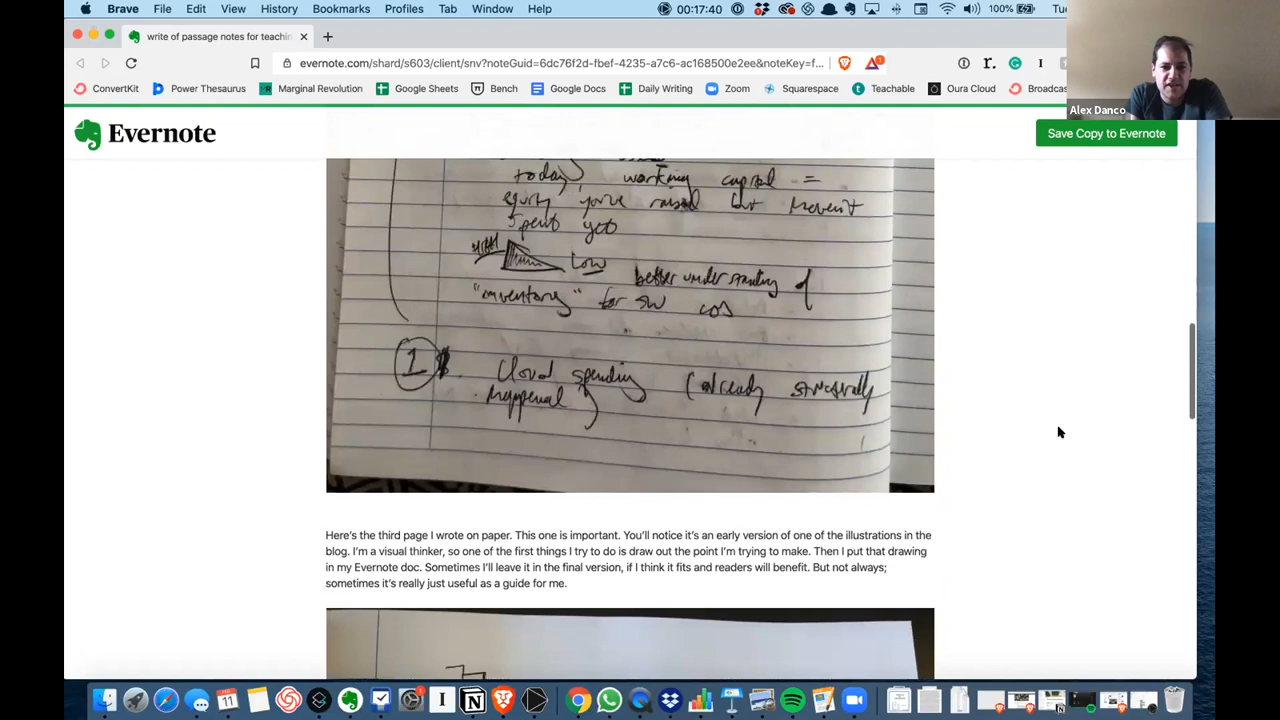 Brave File Edit View History Bookmarks Profiles Tab Window Help 00:17:40 100% Tue
write of passage notes for teachin
evernote.com/shard/s603/client/snv?noteGuid=6dc76f2d-fbef-4235-a7c6-ac168500e2ee&noteKey=f...
ConvertKit Power Thesaurus Marginal Revolution Google Sheets Bench Google Docs Daily Writing Zoom Squarespace Teachable Oura Cloud Broadcas
Alex Danco
Evernote
Save Copy to Evernote
today working capital =
equity you've raised but haven't
spent yet
Low better understanding of
"inventory" for SW cos
1 Cloud spending (already structurally
happened)
Here's the third page I wrote on paper. This one is important. You'll notice it's an early version of one of the illustrations in the
blog. I'm a visual thinker, so one of the first things I try to do is draw out the point I'm trying to make. Then I put that drawing
in my Evernote doc. Sometimes I'll leave it in the final version, if I think it fits and readers will benefit. But not always;
sometimes it's really just useful as a guide for me.